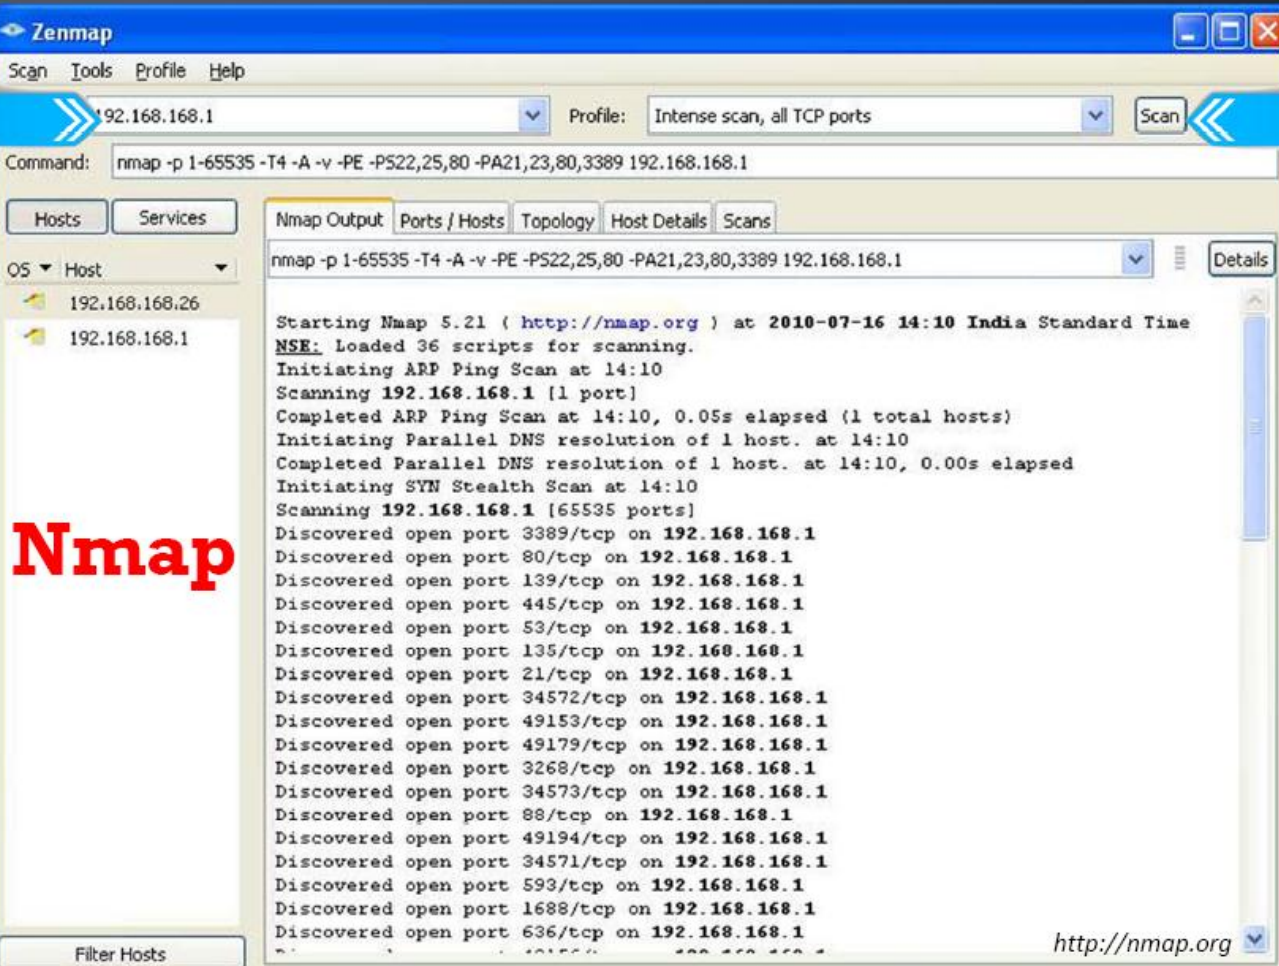 Zenmap
Scan Tools Profile Help
192.168.168.1 Profile: Intense scan, all TCP ports Scan
Command: nmap -p 1-65535 -T4 -A -v -PE -PS22,25,80 -PA21,23,80,3389 192.168.168.1
Hosts Services
Nmap Output Ports / Hosts Topology Host Details Scans
nmap -p 1-65535 -T4 -A -v -PE -PS22,25,80 -PA21,23,80,3389 192.168.168.1 Details
OS Host
192.168.168.26
192.168.168.1
Nmap
Filter Hosts
Starting Nmap 5.21 ( http://nmap.org ) at 2010-07-16 14:10 India Standard Time
NSE: Loaded 36 scripts for scanning.
Initiating ARP Ping Scan at 14:10
Scanning 192.168.168.1 [1 port]
Completed ARP Ping Scan at 14:10, 0.05s elapsed (1 total hosts)
Initiating Parallel DNS resolution of 1 host. at 14:10
Completed Parallel DNS resolution of 1 host. at 14:10, 0.00s elapsed
Initiating SYN Stealth Scan at 14:10
Scanning 192.168.168.1 [65535 ports]
Discovered open port 3389/tcp on 192.168.168.1
Discovered open port 80/tcp on 192.168.168.1
Discovered open port 139/tcp on 192.168.168.1
Discovered open port 445/tcp on 192.168.168.1
Discovered open port 53/tcp on 192.168.168.1
Discovered open port 135/tcp on 192.168.168.1
Discovered open port 21/tcp on 192.168.168.1
Discovered open port 34572/tcp on 192.168.168.1
Discovered open port 49153/tcp on 192.168.168.1
Discovered open port 49179/tcp on 192.168.168.1
Discovered open port 3268/tcp on 192.168.168.1
Discovered open port 34573/tcp on 192.168.168.1
Discovered open port 88/tcp on 192.168.168.1
Discovered open port 49194/tcp on 192.168.168.1
Discovered open port 34571/tcp on 192.168.168.1
Discovered open port 593/tcp on 192.168.168.1
Discovered open port 1688/tcp on 192.168.168.1
Discovered open port 636/tcp on 192.168.168.1
http://nmap.org